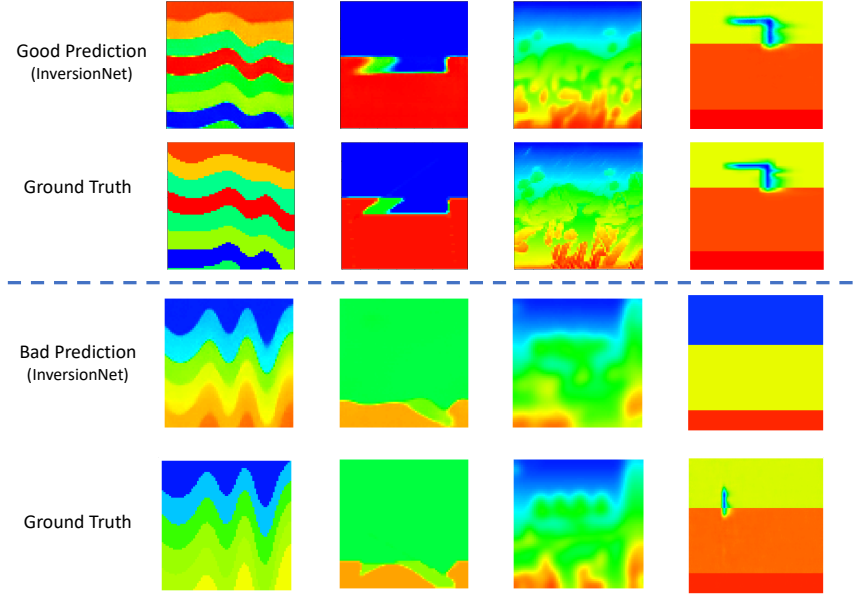 Good Prediction
(InversionNet)
Ground Truth
Bad Prediction
(InversionNet)
Ground Truth